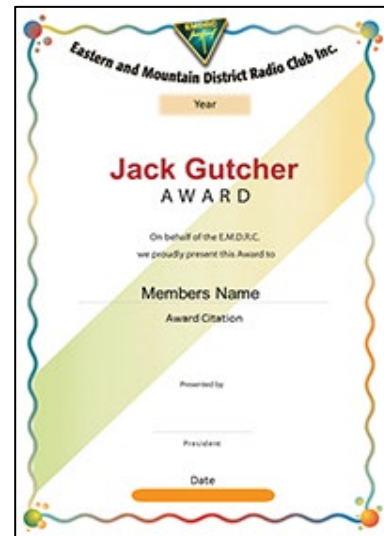 EMDRC
Eastern and Mountain District Radio Club Inc.
Year
Jack Gutcher
AWARD
On behalf of the E.M.D.R.C.
we proudly present this Award to
Members Name
Award Citation
Presented by
President
Date